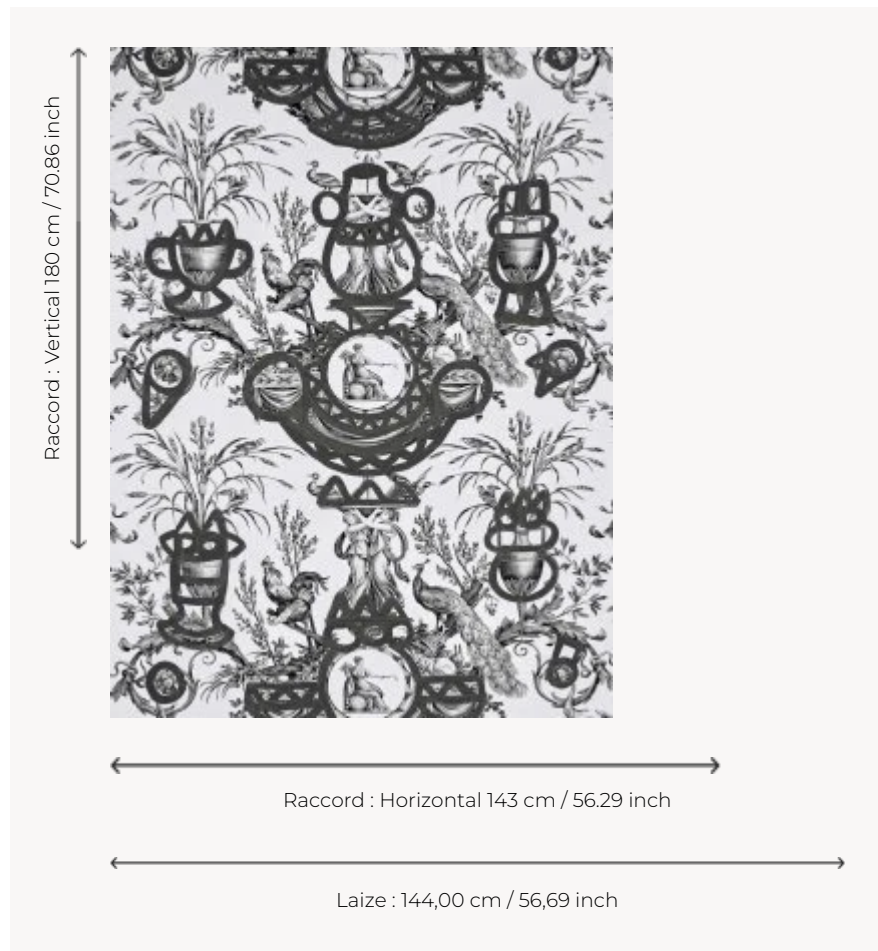 Raccord : Vertical 180 cm / 70.86 inch
Raccord : Horizontal 143 cm / 56.29 inch
Laize : 144,00 cm / 56,69 inch